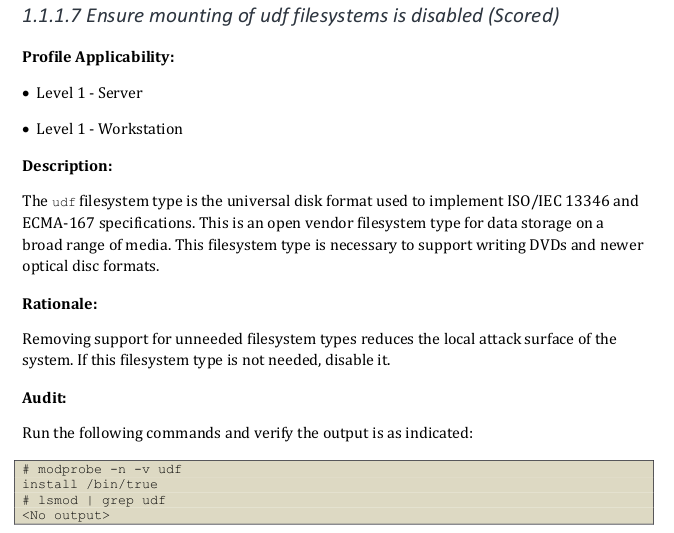 1.1.1.7 Ensure mounting of udf filesystems is disabled (Scored)
Profile Applicability:
• Level 1 - Server
• Level 1 - Workstation
Description:
The udf filesystem type is the universal disk format used to implement ISO/IEC 13346 and
ECMA-167 specifications. This is an open vendor filesystem type for data storage on a
broad range of media. This filesystem type is necessary to support writing DVDs and newer
optical disc formats.
Rationale:
Removing support for unneeded filesystem types reduces the local attack surface of the
system. If this filesystem type is not needed, disable it.
Audit:
Run the following commands and verify the output is as indicated:
# modprobe -n -v udf
install /bin/true
# lsmod | grep udf
<No output>